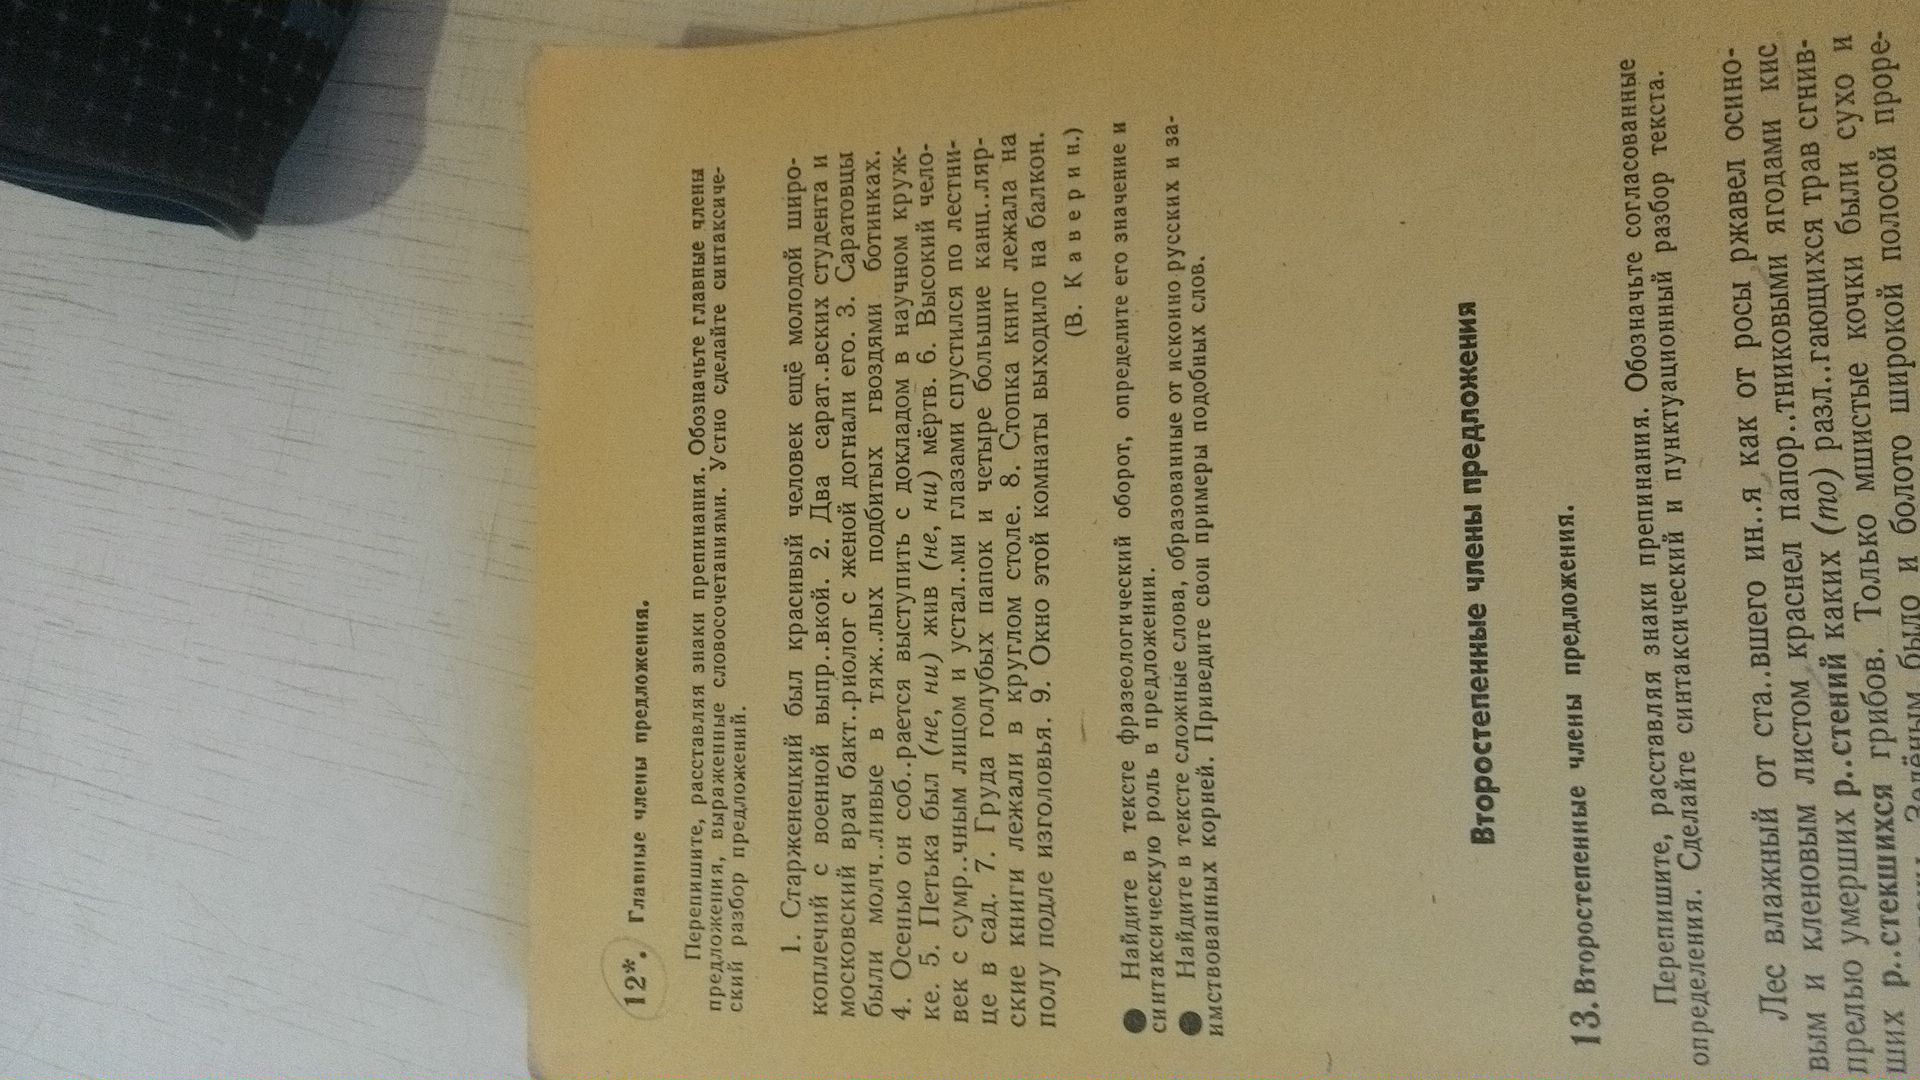 12*. Главные члены предложения.
Перепишите, расставляя знаки препинания. Обозначьте главные члены
предложения, выраженные словосочетаниями. Устно сделайте синтаксиче-
ский разбор предложений.
1. Старженецкий был красивый человек ещё молодой широ-
коплечий с военной выпр..вкой. 2. Два сарат..вских студента и
московский врач бакт..риолог с женой догнали его. 3. Саратовцы
были молч..ливые в тяж..лых подбитых гвоздями ботинках.
4. Осенью он соб..рается выступить с докладом в научном круж-
ке. 5. Петька был (не, ни) жив (не, ни) мёртв. 6. Высокий чело-
век с сумр..чным лицом и устал..ми глазами спустился по лестни-
це в сад. 7. Груда голубых папок и четыре большие канц..ляр-
ские книги лежали в круглом столе. 8. Стопка книг лежала на
полу подле изголовья. 9. Окно этой комнаты выходило на балкон.
(В. Каверин.)
● Найдите в тексте фразеологический оборот, определите его значение и
синтаксическую роль в предложении.
● Найдите в тексте сложные слова, образованные от исконно русских и за-
имствованных корней. Приведите свои примеры подобных слов.
Второстепенные члены предложения
13. Второстепенные члены предложения.
Перепишите, расставляя знаки препинания. Обозначьте согласованные
определения. Сделайте синтаксический и пунктуационный разбор текста.
Лес влажный от ста..вшего ин..я как от росы ржавел осино-
вым и кленовым листом краснел папор..тниковыми ягодами кис
прелью умерших р..стений каких (то) разл..гающихся трав сгнив-
ших р..стекшихся грибов. Только мшистые кочки были сухо и
Зелёным было и болото широкой полосой проре-